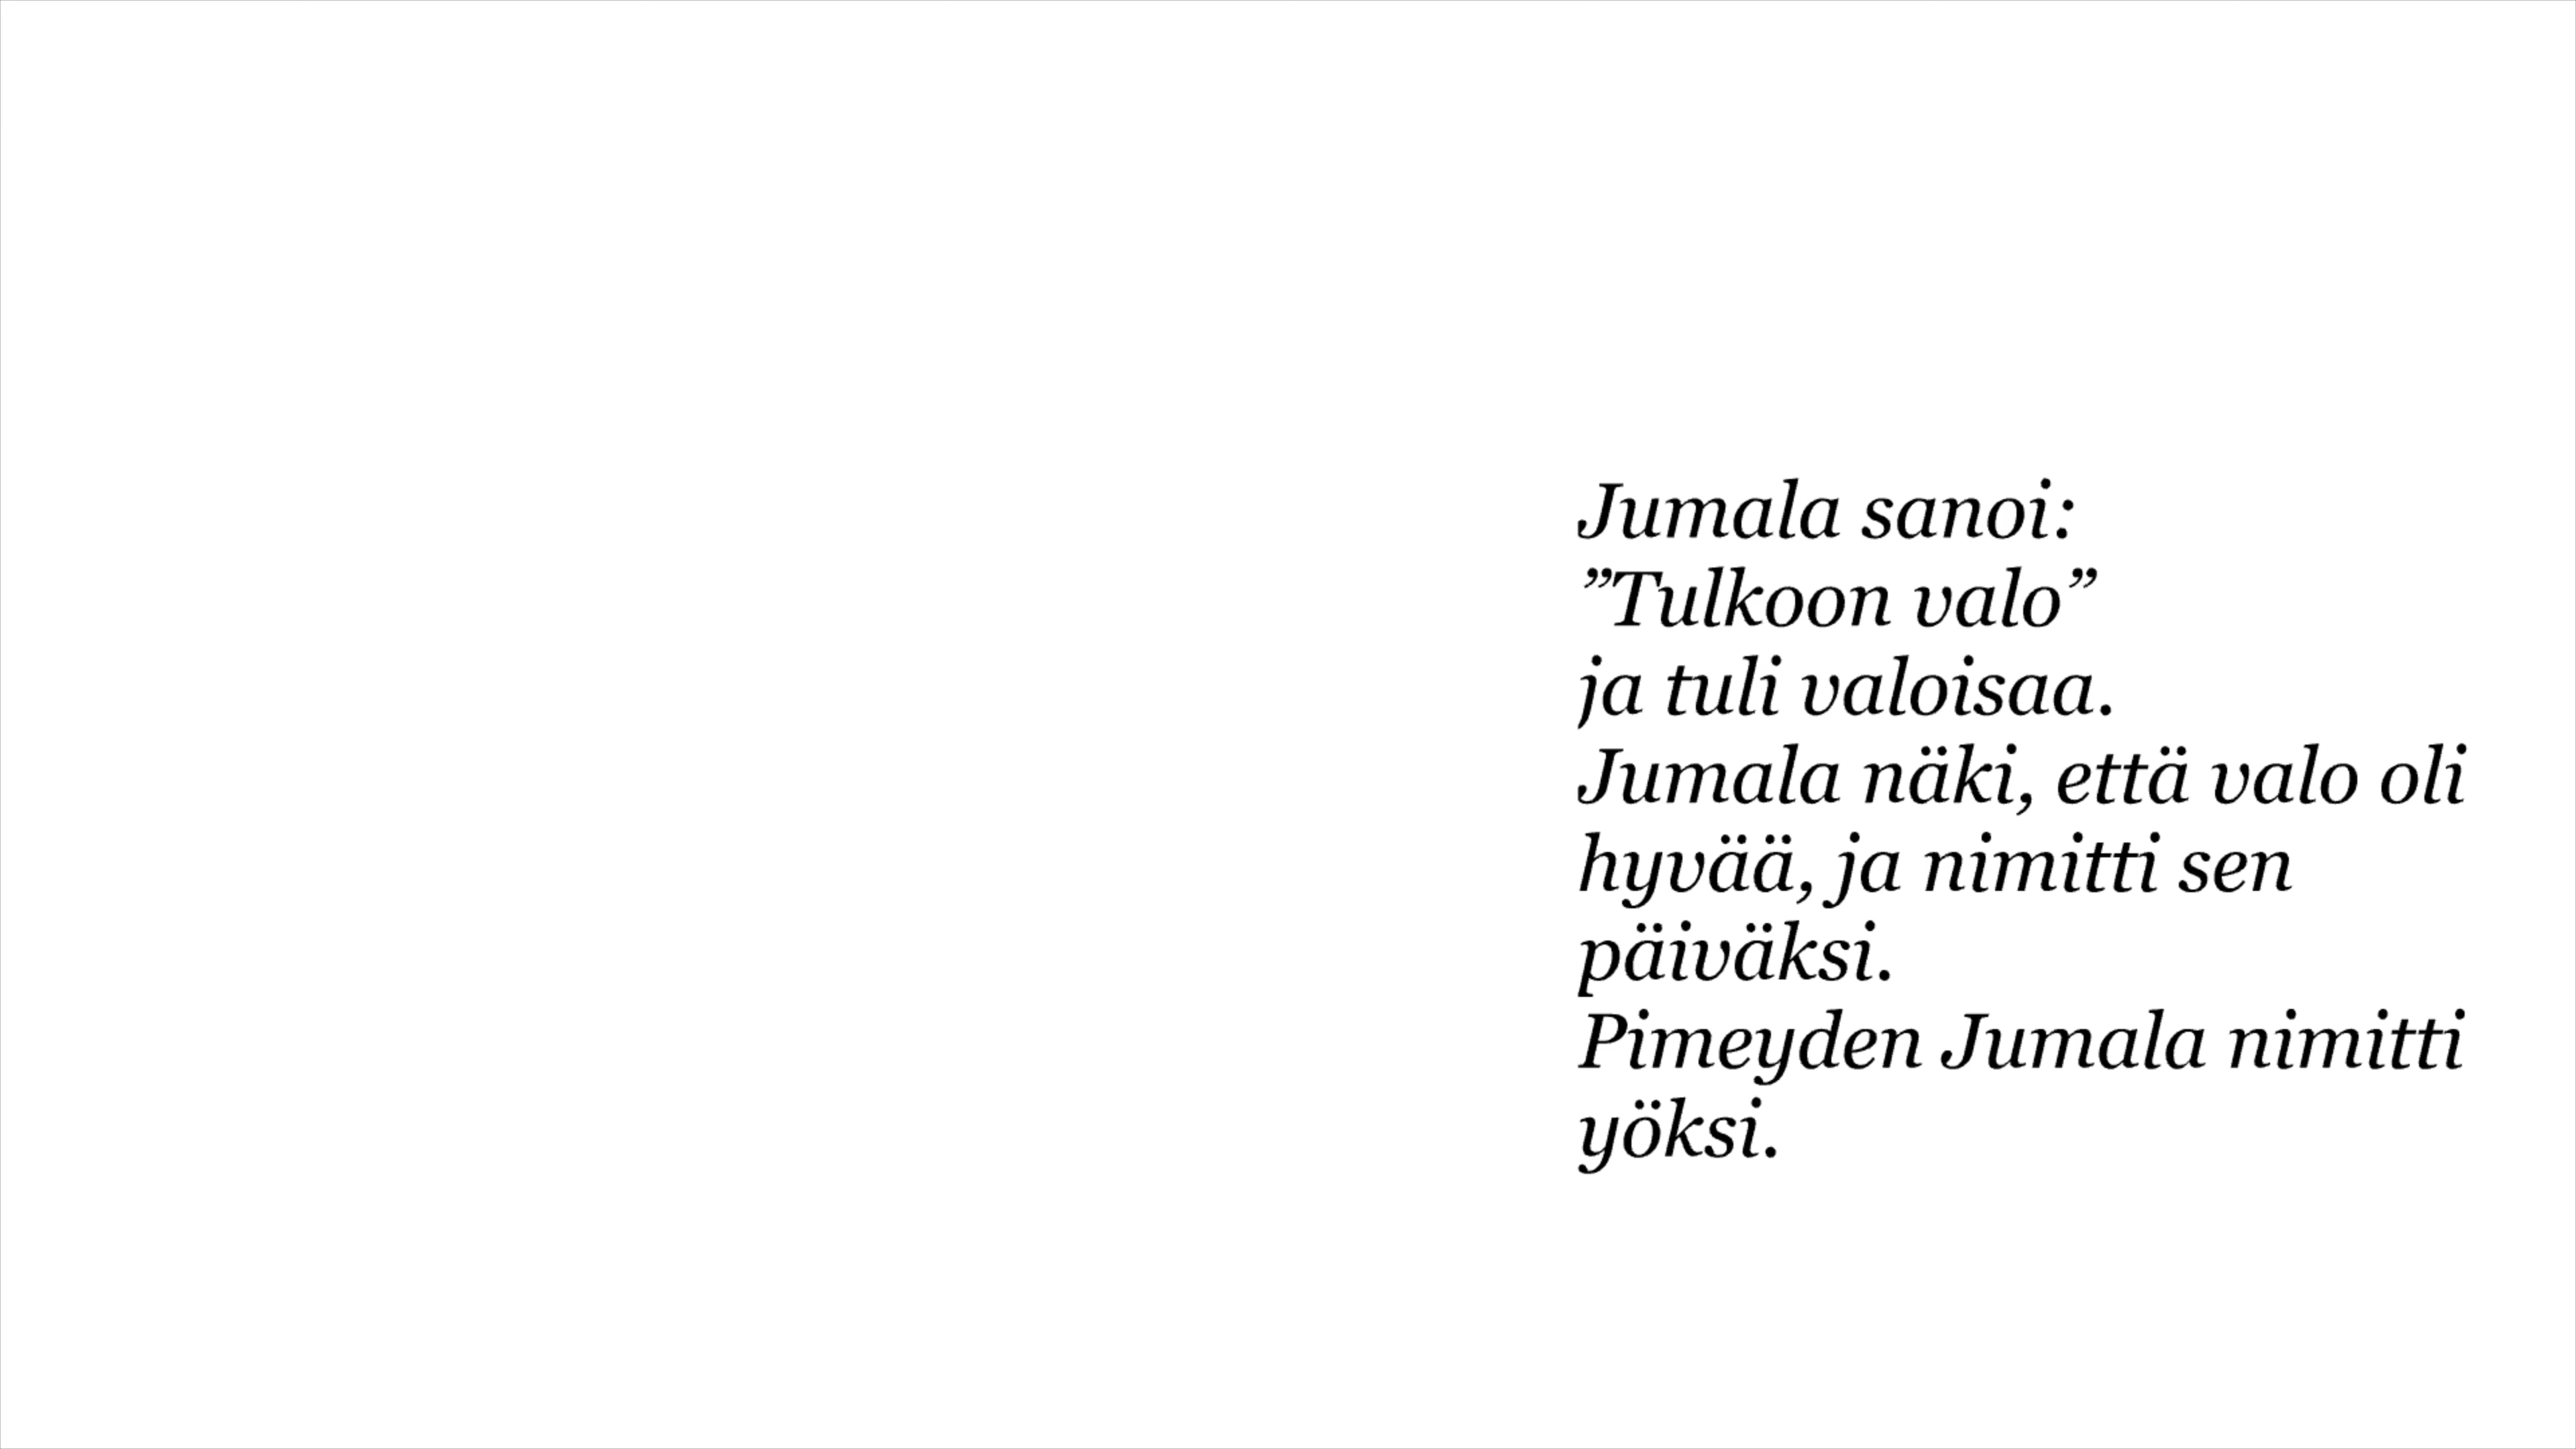 Jumala sanoi:
”Tulkoon valo”
ja tuli valoisaa.
Jumala näki, että valo oli
hyvää, ja nimitti sen
päiväksi.
Pimeyden Jumala nimitti
yöksi.